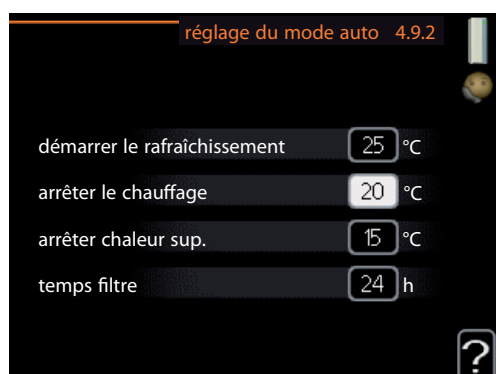 réglage du mode auto 4.9.2
démarrer le rafraîchissement 25 °C
arrêter le chauffage 20 °C
arrêter chaleur sup. 15 °C
temps filtre 24 h
?